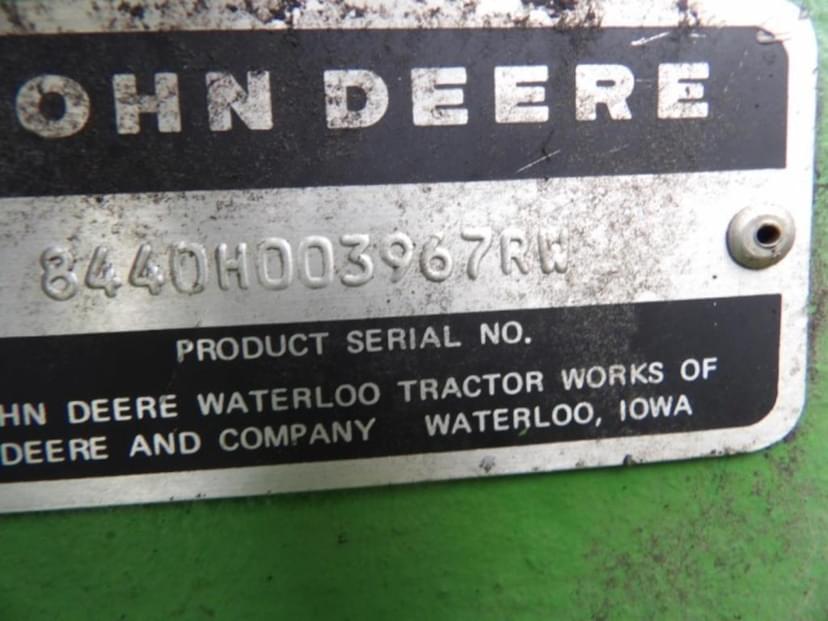 OHN DEERE
8440H003967RW
PRODUCT SERIAL NO.
HN DEERE WATERLOO TRACTOR WORKS OF
DEERE AND COMPANY WATERLOO, IOWA